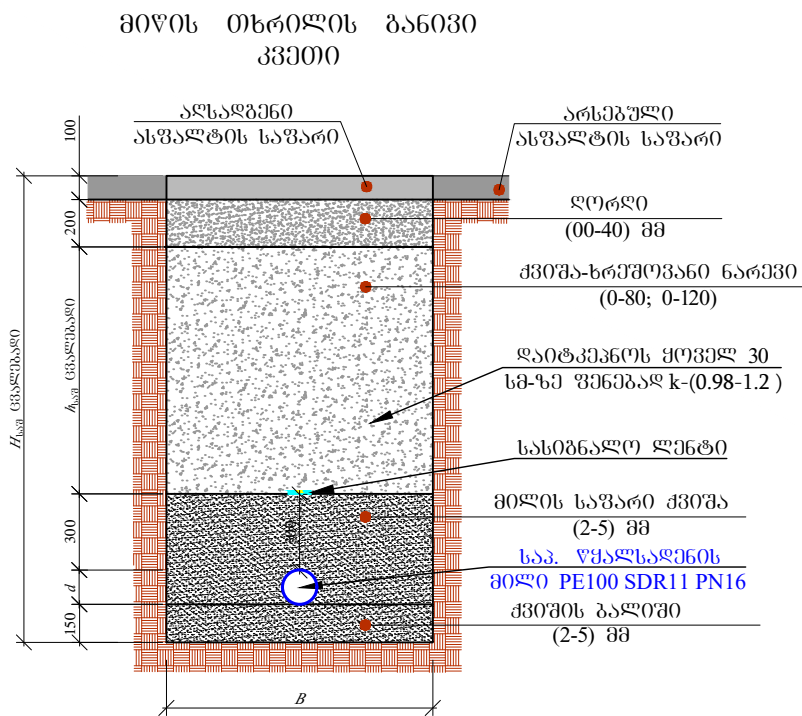 მიწის თხრილის განივი
კვეთი
აღსადგენი
ასფალტის საფარი
არსებული
ასფალტის საფარი
100
ღორღი
(00-40) მმ
200
ქვიშა-ხრეშოვანი ნარევი
(0-80; 0-120)
hსაშ ცვალებადი
Hსაშ ცვალებადი
დაიტკეპნოს ყოველ 30
სმ-ზე ფენებად k-(0.98-1.2 )
სასიგნალო ლენტი
მილის საფარი ქვიშა
(2-5) მმ
300
საპ. წყალსადენის
მილი PE100 SDR11 PN16
d
ქვიშის ბალიში
(2-5) მმ
150
B